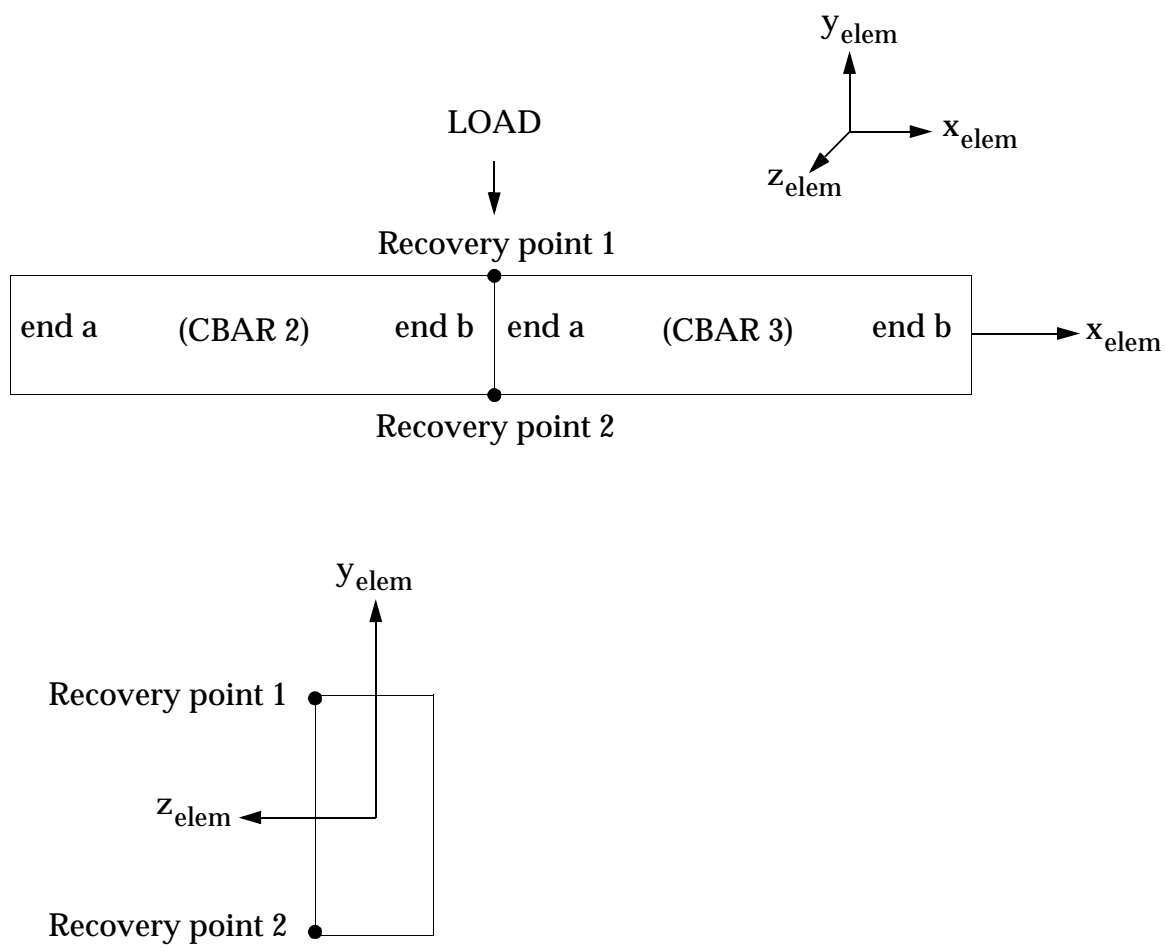 y_elem
LOAD
x_elem
z_elem
Recovery point 1
end a (CBAR 2) end b end a (CBAR 3) end b x_elem
Recovery point 2
y_elem
Recovery point 1
z_elem
Recovery point 2